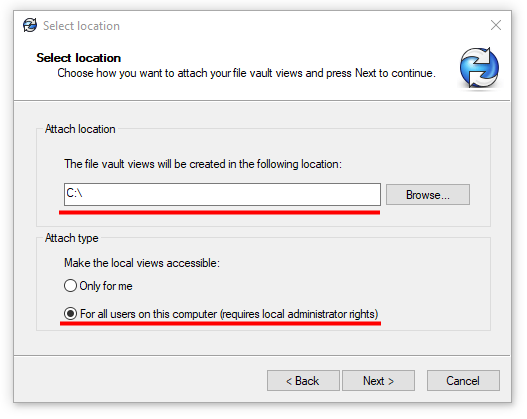 Select location
Select location
Choose how you want to attach your file vault views and press Next to continue.
Attach location
The file vault views will be created in the following location:
C:\
Browse...
Attach type
Make the local views accessible:
Only for me
For all users on this computer (requires local administrator rights)
< Back
Next >
Cancel